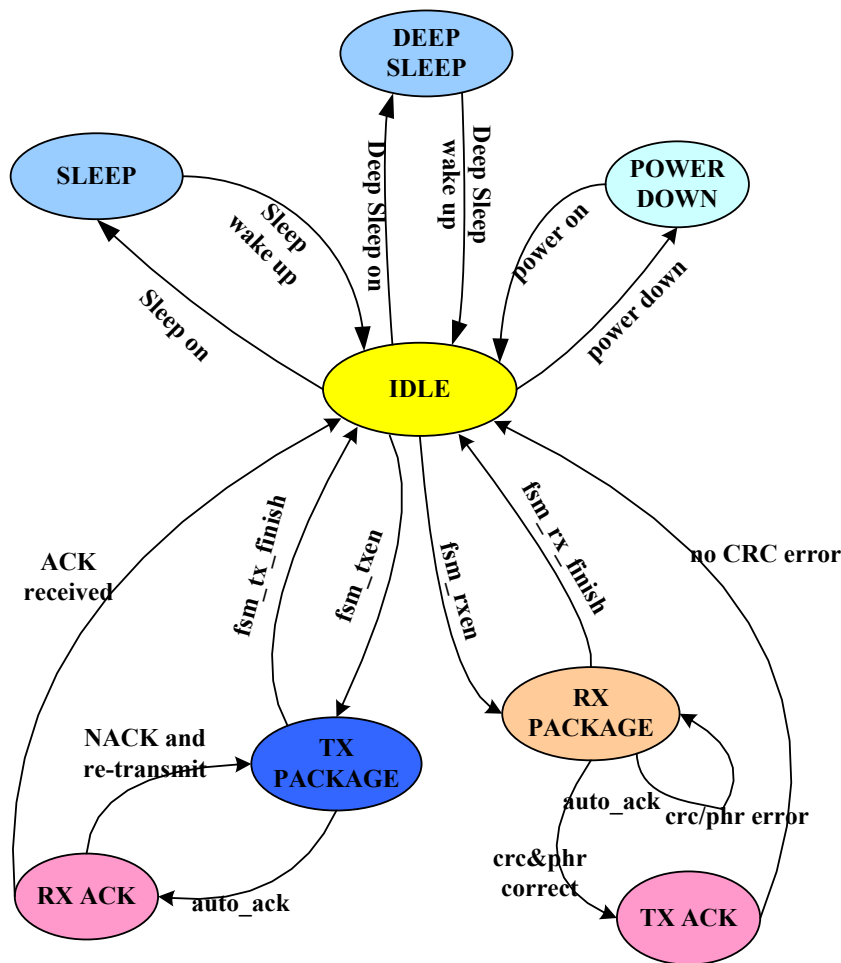 DEEP
SLEEP
SLEEP
POWER
DOWN
Sleep
wake up
Sleep on
Deep Sleep on
Deep Sleep
wake up
power on
power down
IDLE
fsm_tx_finish
fsm_txen
fsm_rxen
fsm_rx_finish
ACK
received
no CRC error
NACK and
re-transmit
TX
PACKAGE
RX
PACKAGE
auto_ack
crc/phr error
crc&phr
correct
RX ACK
auto_ack
TX ACK